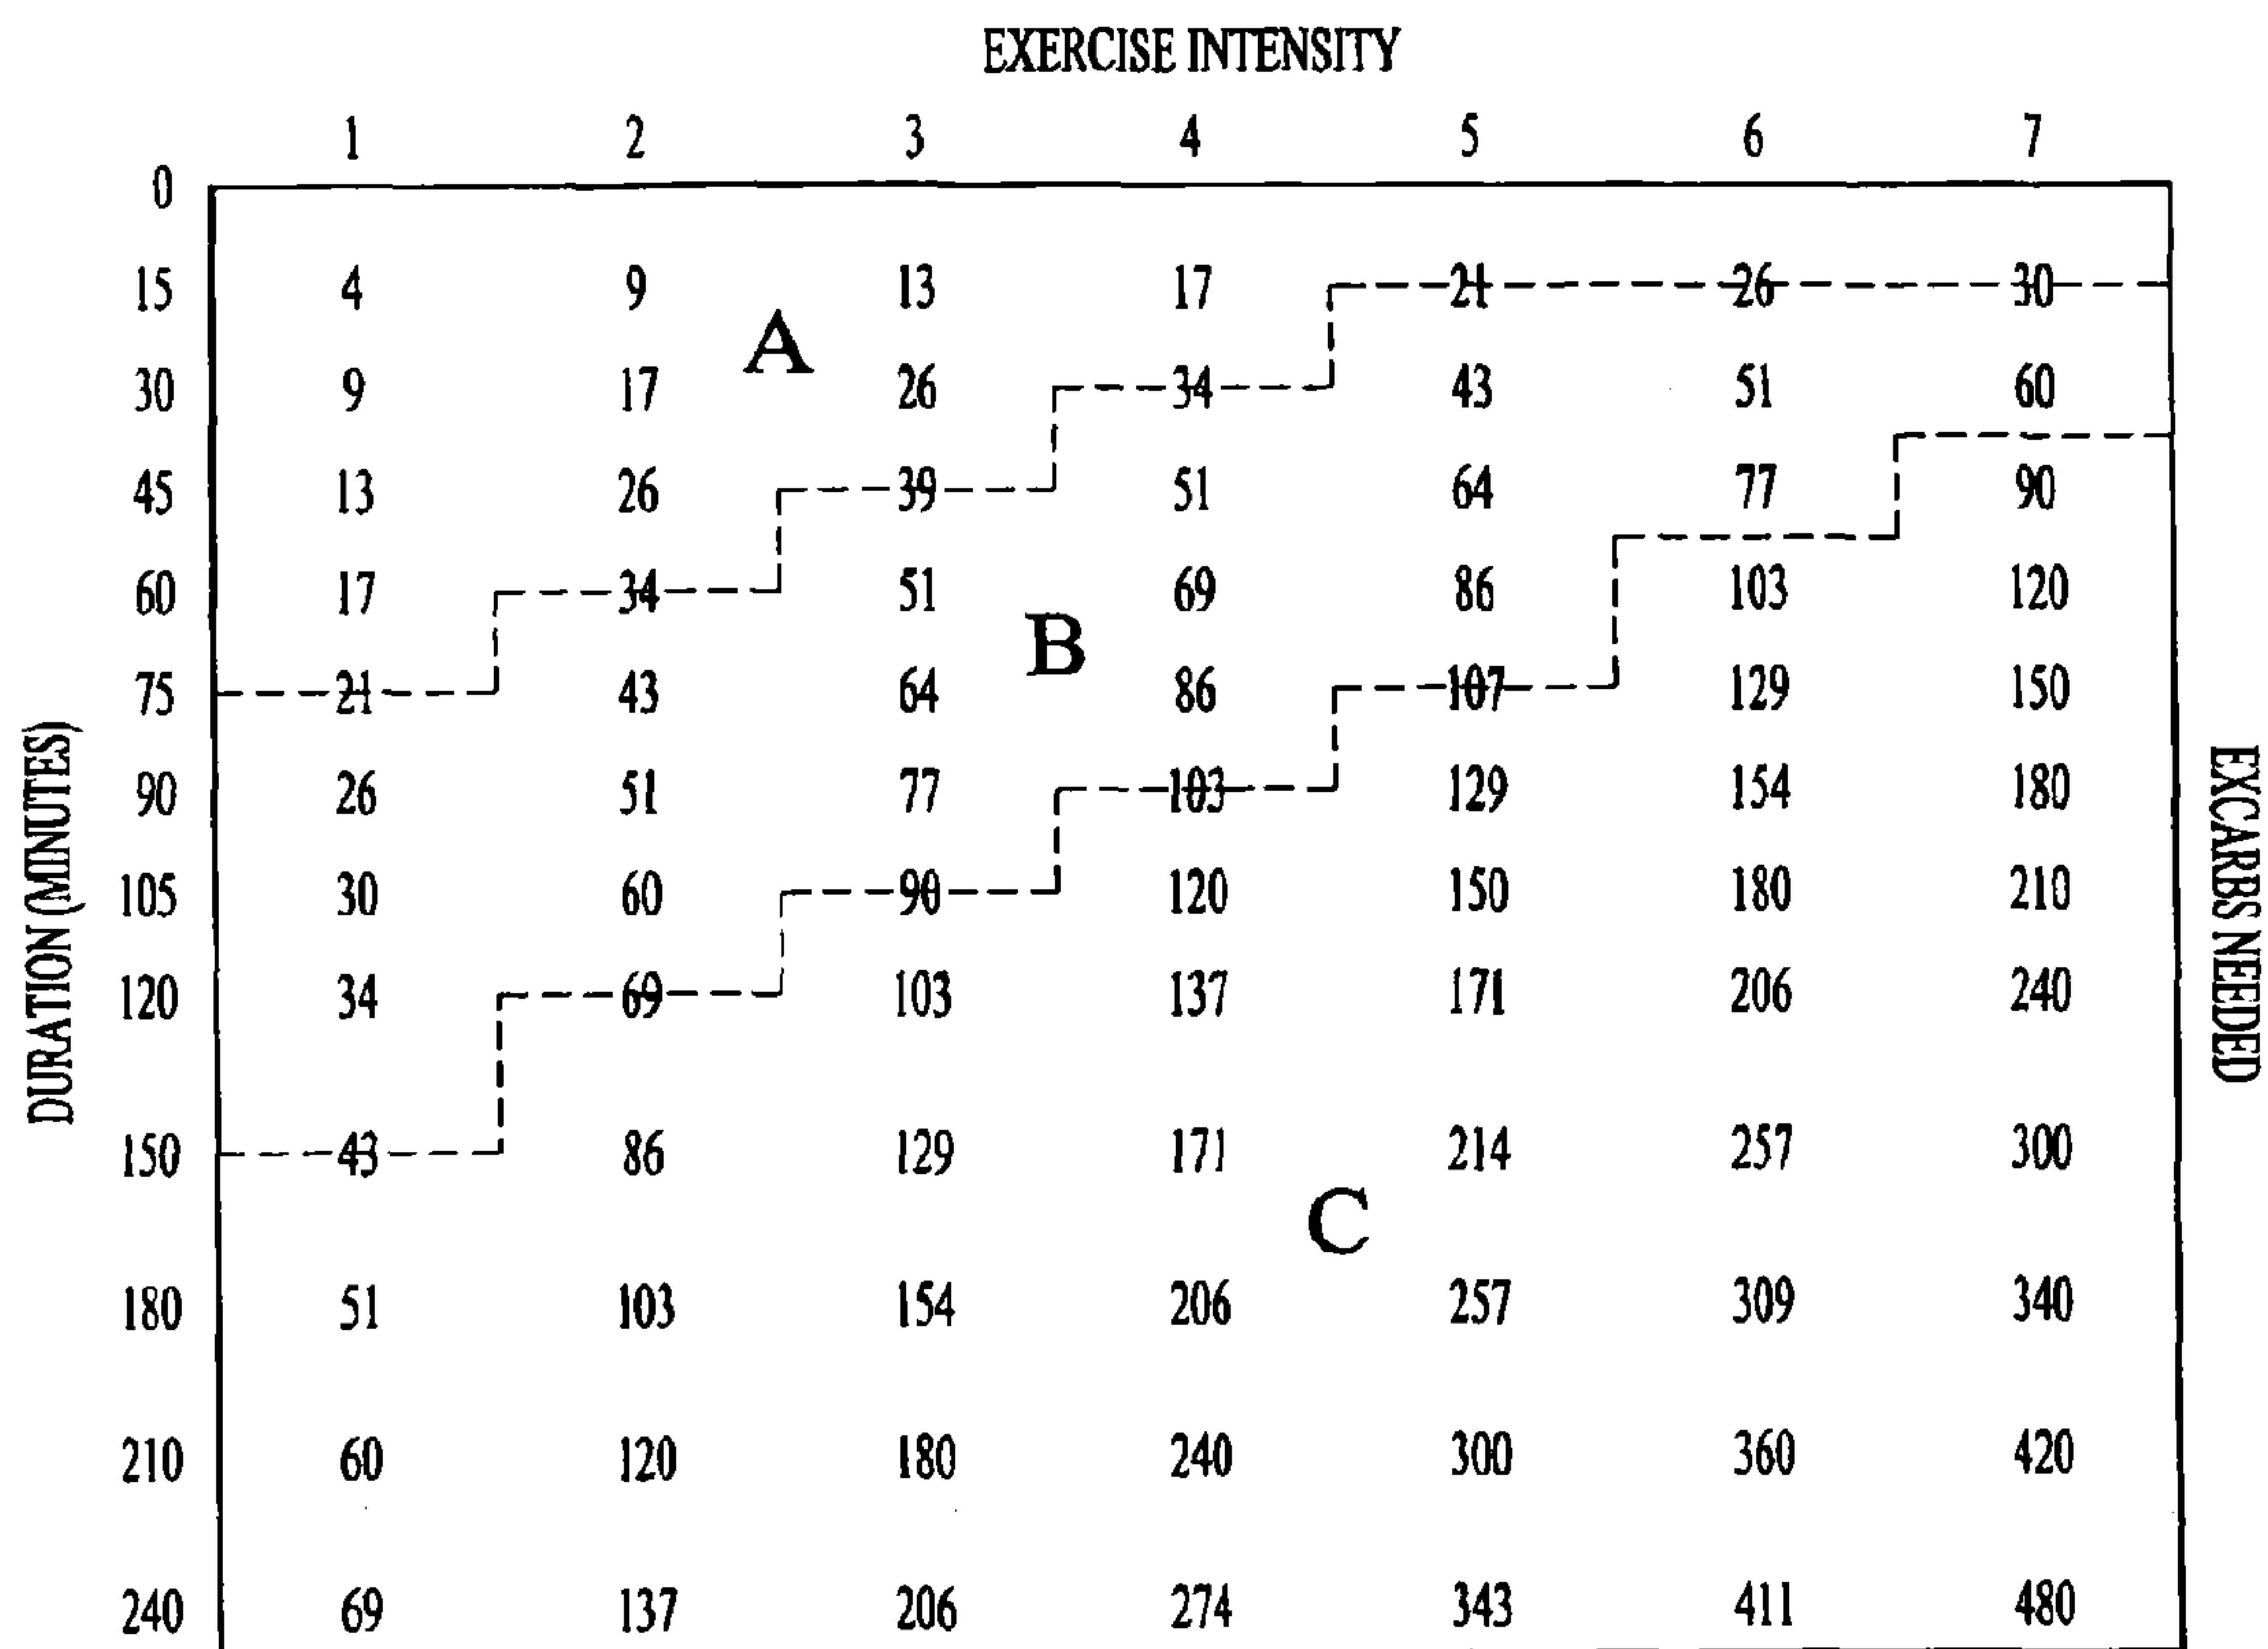 EXERCISE INTENSITY
1 2 3 4 5 6 7
0
15 4 9 13 17 21 26 30
A
30 9 17 26 34 43 51 60
45 13 26 39 51 64 77 90
60 17 34 51 69 86 103 120
B
75 21 43 64 86 107 129 150
90 26 51 77 103 129 154 180
105 30 60 90 120 150 180 210
120 34 69 103 137 171 206 240
150 43 86 129 171 214 257 300
C
180 51 103 154 206 257 309 340
210 60 120 180 240 300 360 420
240 69 137 206 274 343 411 480
DURATION (MINUTES)
EXCARBS NEEDED